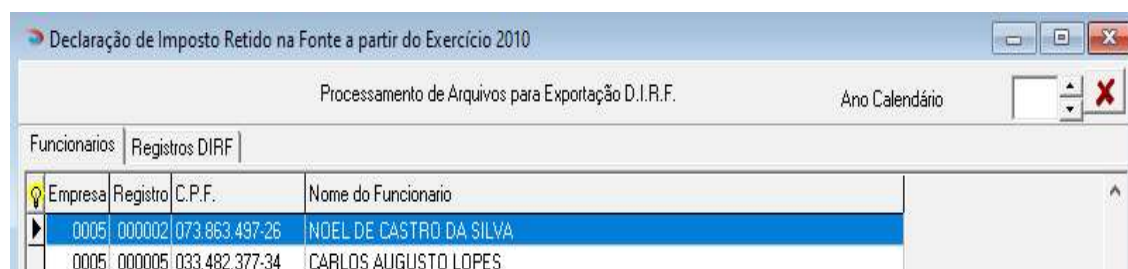 Declaração de Imposto Retido na Fonte a partir do Exercício 2010
Processamento de Arquivos para Exportação D.I.R.F. Ano Calendário
Funcionarios Registros DIRF
Empresa Registro C.P.F. Nome do Funcionario
0005 000002 073.863.497-26 NOEL DE CASTRO DA SILVA
0005 000005 033.482.377-34 CARLOS AUGUSTO LOPES